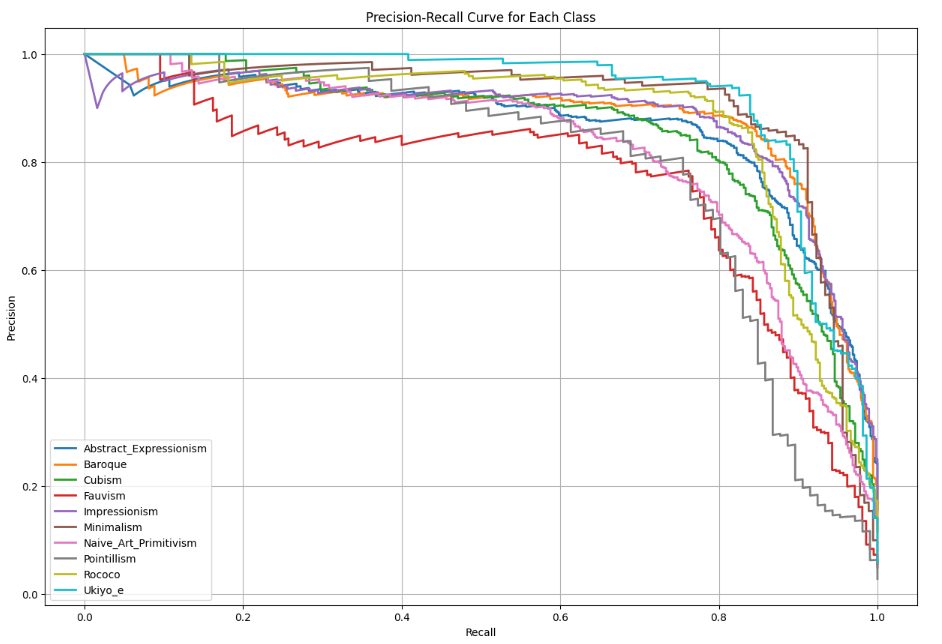 Precision-Recall Curve for Each Class
1.0
0.8
0.6
0.4
0.2
0.0
Precision
Abstract_Expressionism
Baroque
Cubism
Fauvism
Impressionism
Minimalism
Naive_Art_Primitivism
Pointillism
Rococo
Ukiyo_e
0.0 0.2 0.4 0.6 0.8 1.0
Recall